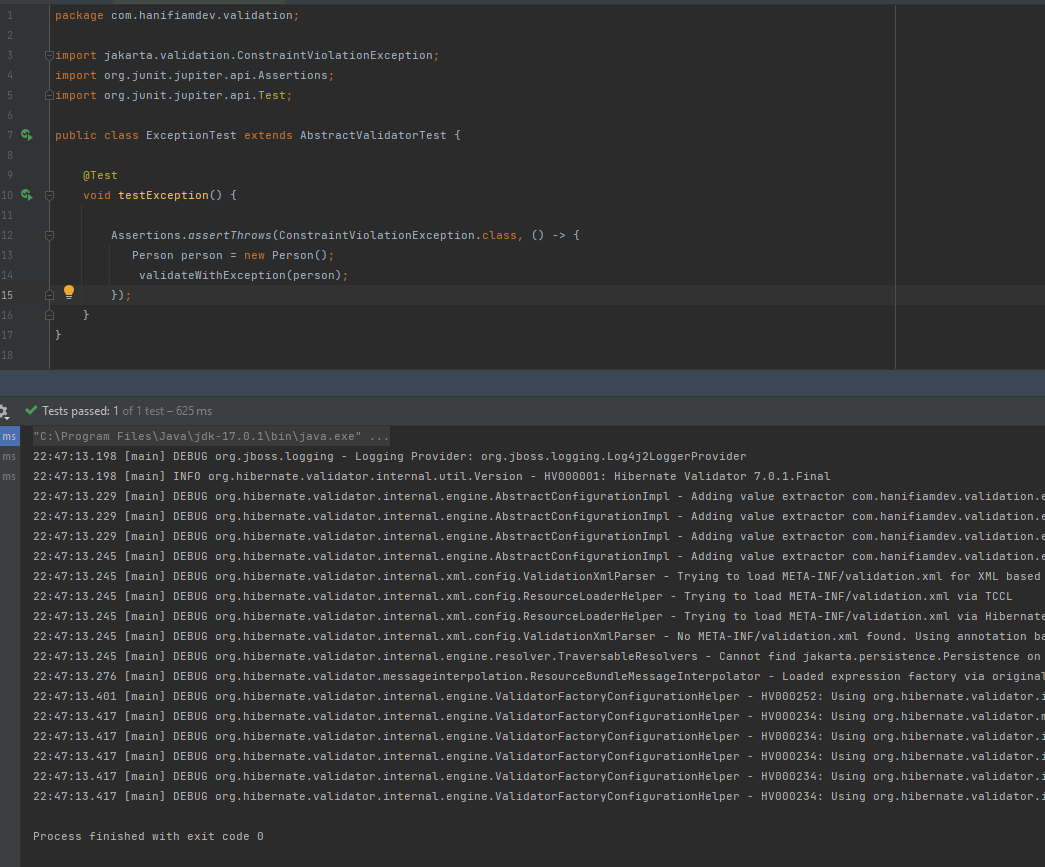 1 package com.hanifiamdev.validation;
2
3 import jakarta.validation.ConstraintViolationException;
4 import org.junit.jupiter.api.Assertions;
5 import org.junit.jupiter.api.Test;
6
7 public class ExceptionTest extends AbstractValidatorTest {
8
9 @Test
10 void testException() {
11
12 Assertions.assertThrows(ConstraintViolationException.class, () -> {
13 Person person = new Person();
14 validateWithException(person);
15 });
16 }
17 }
18
Tests passed: 1 of 1 test – 625 ms
ms "C:\Program Files\Java\jdk-17.0.1\bin\java.exe" ...
ms 22:47:13.198 [main] DEBUG org.jboss.logging - Logging Provider: org.jboss.logging.Log4j2LoggerProvider
ms 22:47:13.198 [main] INFO org.hibernate.validator.internal.util.Version - HV000001: Hibernate Validator 7.0.1.Final
22:47:13.229 [main] DEBUG org.hibernate.validator.internal.engine.AbstractConfigurationImpl - Adding value extractor com.hanifiamdev.validation.e
22:47:13.229 [main] DEBUG org.hibernate.validator.internal.engine.AbstractConfigurationImpl - Adding value extractor com.hanifiamdev.validation.e
22:47:13.229 [main] DEBUG org.hibernate.validator.internal.engine.AbstractConfigurationImpl - Adding value extractor com.hanifiamdev.validation.e
22:47:13.245 [main] DEBUG org.hibernate.validator.internal.engine.AbstractConfigurationImpl - Adding value extractor com.hanifiamdev.validation.e
22:47:13.245 [main] DEBUG org.hibernate.validator.internal.xml.config.ValidationXmlParser - Trying to load META-INF/validation.xml for XML based
22:47:13.245 [main] DEBUG org.hibernate.validator.internal.xml.config.ResourceLoaderHelper - Trying to load META-INF/validation.xml via TCCL
22:47:13.245 [main] DEBUG org.hibernate.validator.internal.xml.config.ResourceLoaderHelper - Trying to load META-INF/validation.xml via Hibernate
22:47:13.245 [main] DEBUG org.hibernate.validator.internal.xml.config.ValidationXmlParser - No META-INF/validation.xml found. Using annotation ba
22:47:13.245 [main] DEBUG org.hibernate.validator.internal.engine.resolver.TraversableResolvers - Cannot find jakarta.persistence.Persistence on
22:47:13.276 [main] DEBUG org.hibernate.validator.messageinterpolation.ResourceBundleMessageInterpolator - Loaded expression factory via original
22:47:13.401 [main] DEBUG org.hibernate.validator.internal.engine.ValidatorFactoryConfigurationHelper - HV000252: Using org.hibernate.validator.i
22:47:13.417 [main] DEBUG org.hibernate.validator.internal.engine.ValidatorFactoryConfigurationHelper - HV000234: Using org.hibernate.validator.m
22:47:13.417 [main] DEBUG org.hibernate.validator.internal.engine.ValidatorFactoryConfigurationHelper - HV000234: Using org.hibernate.validator.i
22:47:13.417 [main] DEBUG org.hibernate.validator.internal.engine.ValidatorFactoryConfigurationHelper - HV000234: Using org.hibernate.validator.i
22:47:13.417 [main] DEBUG org.hibernate.validator.internal.engine.ValidatorFactoryConfigurationHelper - HV000234: Using org.hibernate.validator.i
22:47:13.417 [main] DEBUG org.hibernate.validator.internal.engine.ValidatorFactoryConfigurationHelper - HV000234: Using org.hibernate.validator.i
Process finished with exit code 0